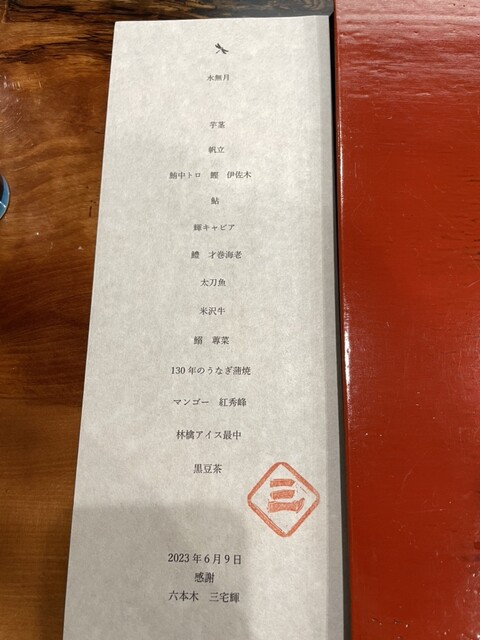 水無月
芋茎
帆立
鮪中トロ 鰹 伊佐木
鮎
輝キャビア
鱧 才巻海老
太刀魚
米沢牛
鰯 蓴菜
130年のうなぎ蒲焼
マンゴー 紅秀峰
林檎アイス最中
黒豆茶
三
2023年6月9日
感謝
六本木 三宅輝